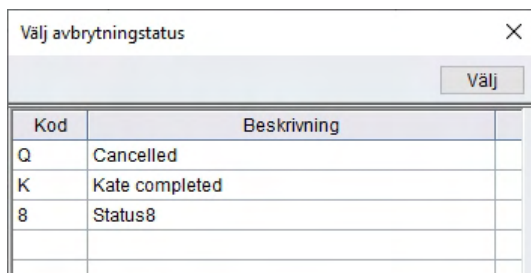 Välj avbrytningstatus
Välj
Kod Beskrivning
Q Cancelled
K Kate completed
8 Status8